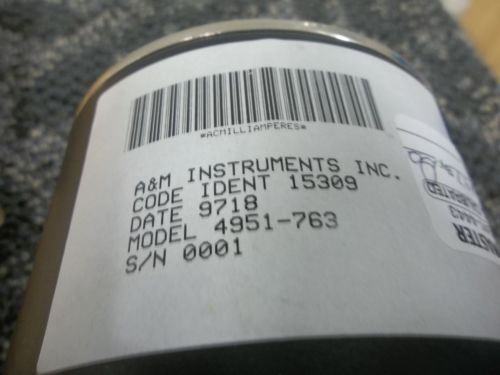 *ACMILLIAMPERES*
A&M INSTRUMENTS INC.
CODE IDENT 15309
DATE 9718
MODEL 4951-763
S/N 0001